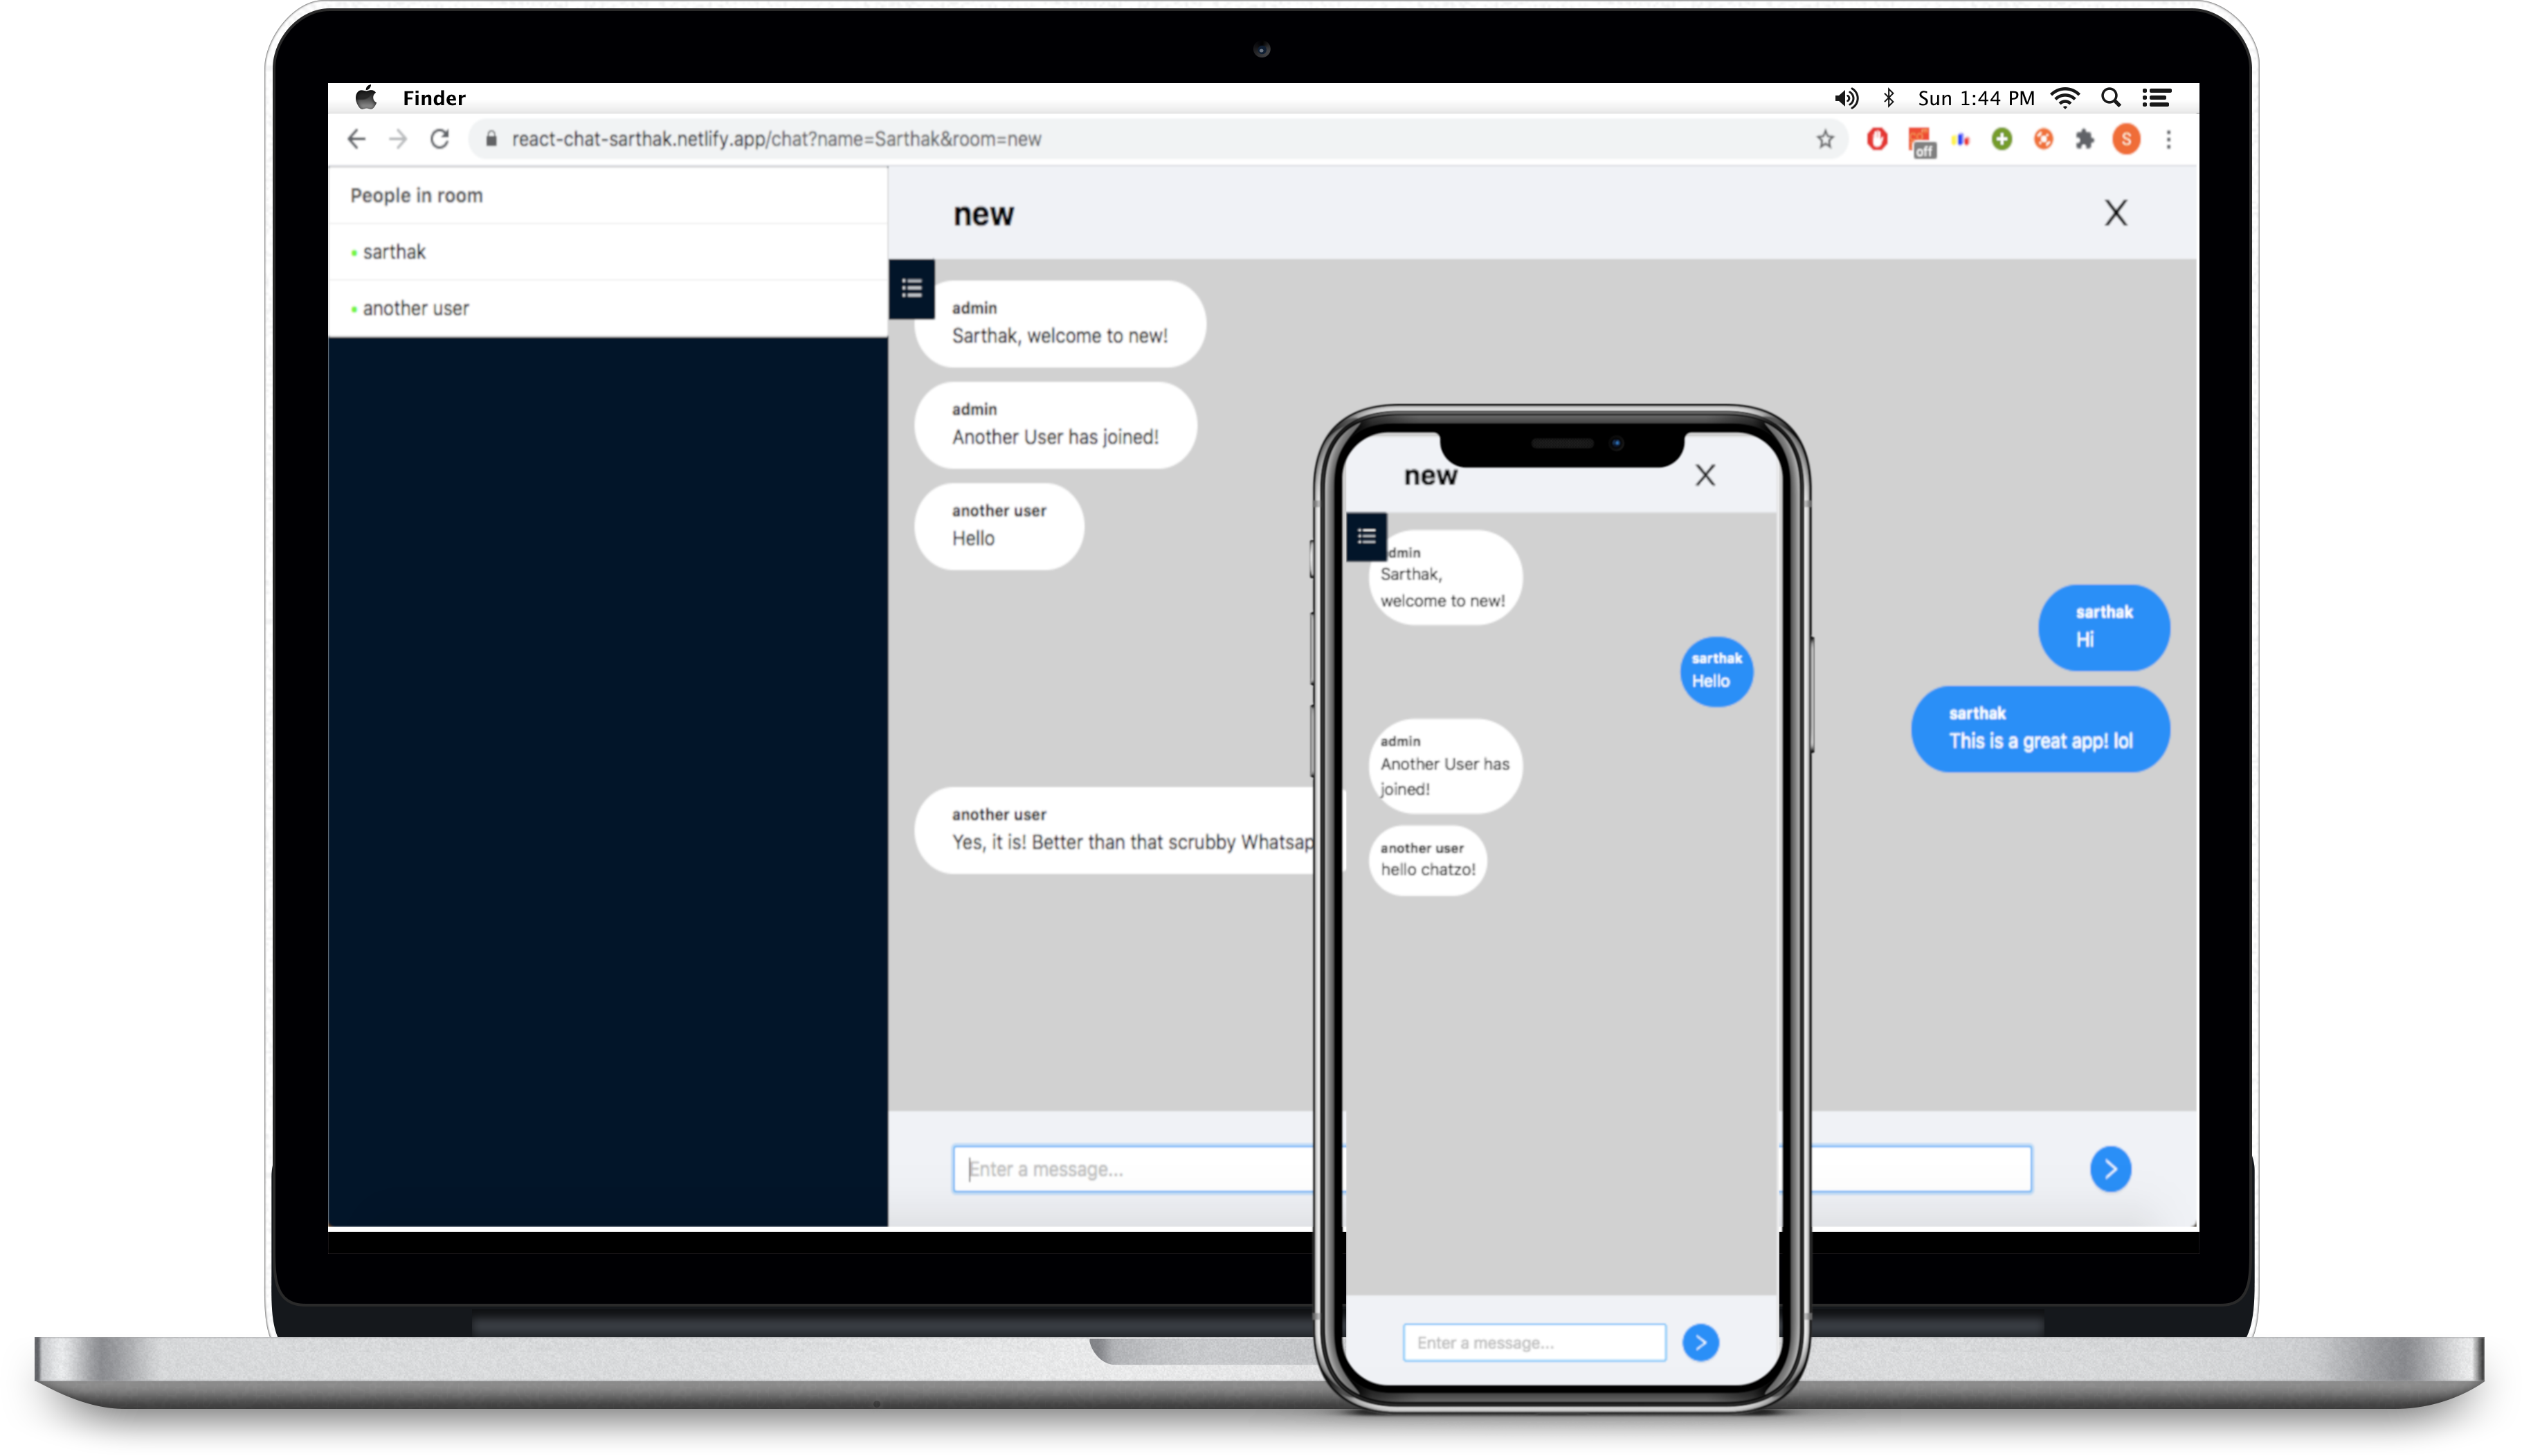 Finder
Sun 1:44 PM
react-chat-sarthak.netlify.app/chat?name=Sarthak&room=new
off
S
People in room
sarthak
another user
new
X
admin
Sarthak, welcome to new!
admin
Another User has joined!
another user
Hello
sarthak
Hi
sarthak
This is a great app! lol
another user
Yes, it is! Better than that scrubby Whatsap
Enter a message...
new
X
dmin
Sarthak,
welcome to new!
sarthak
Hello
admin
Another User has
joined!
another user
hello chatzo!
Enter a message...